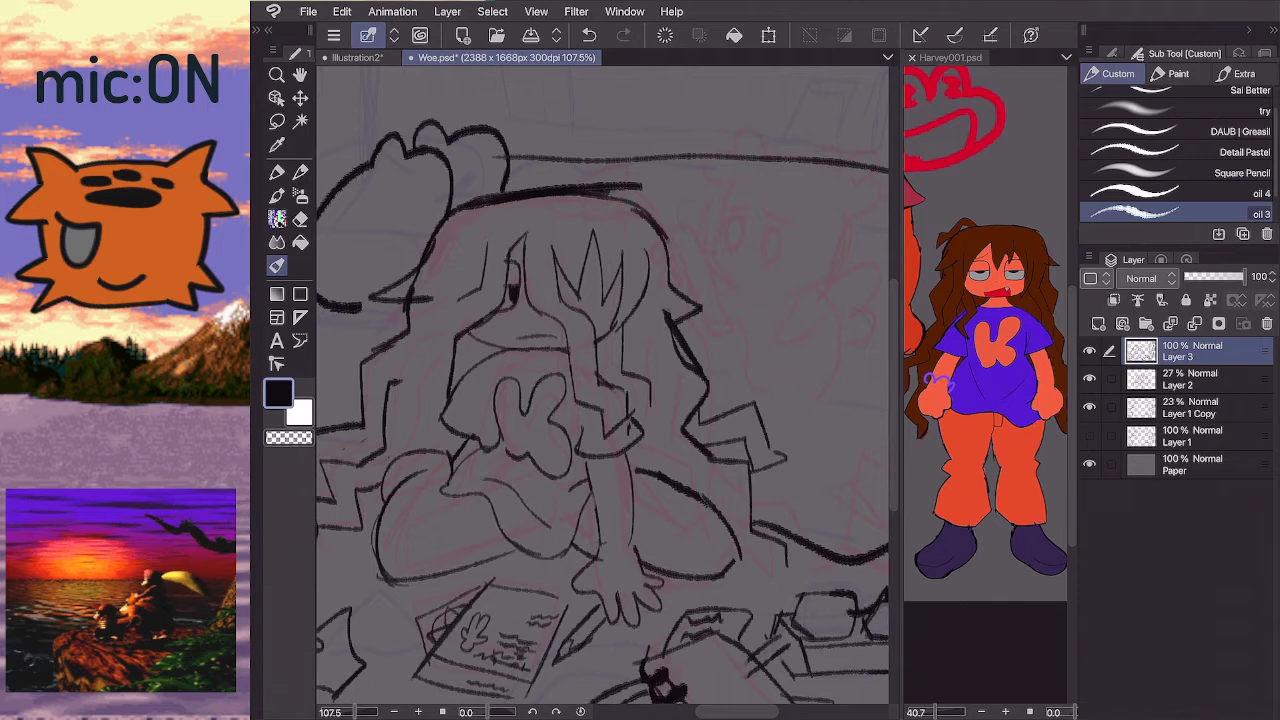 mic:ON
File Edit Animation Layer Select View Filter Window Help
Illustration2*
Woe.psd* (2388 x 1668px 300dpi 107.5%)
Harvey001.psd
Sub Tool[Custom]
Custom Paint Extra
Sai Better
try
DAUB | Greasil
Detail Pastel
Square Pencil
oil 4
oil 3
Layer
Normal 100
100 % Normal
Layer 3
27 % Normal
Layer 2
23 % Normal
Layer 1 Copy
100 % Normal
Layer 1
100 % Normal
Paper
107.5 0.0
40.7 0.0